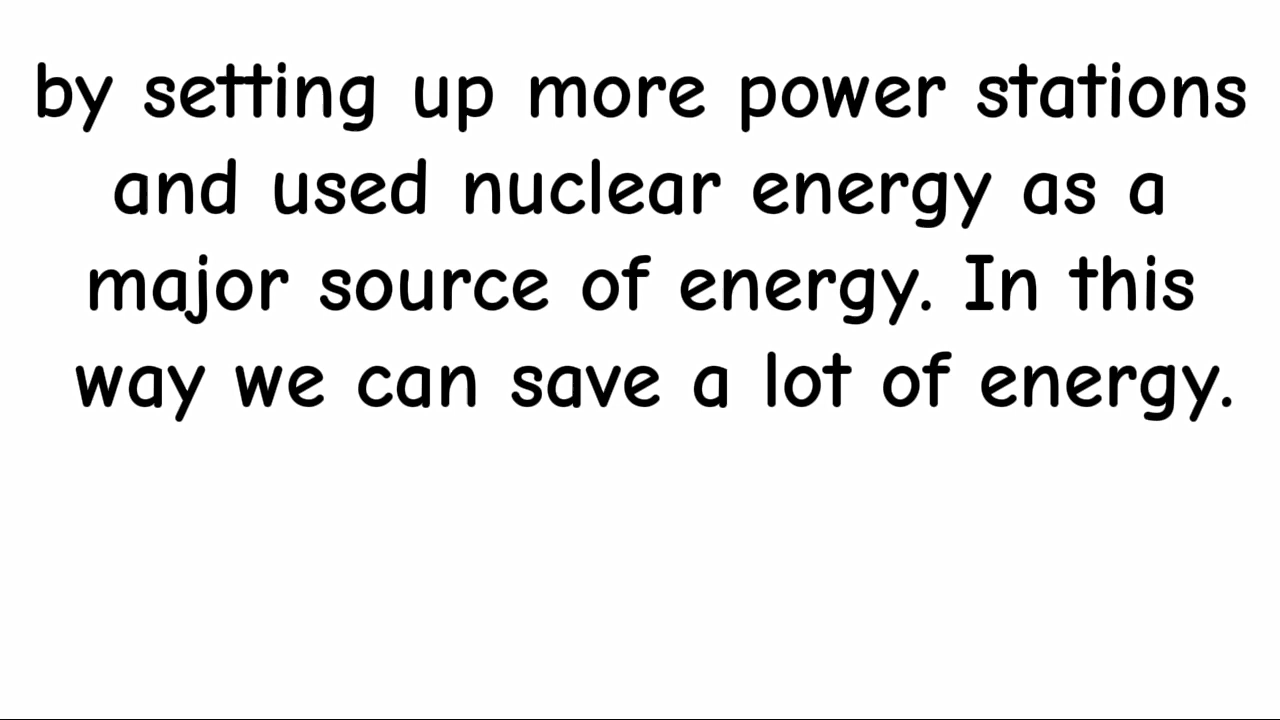 by setting up more power stations
and used nuclear energy as a
major source of energy. In this
way we can save a lot of energy.